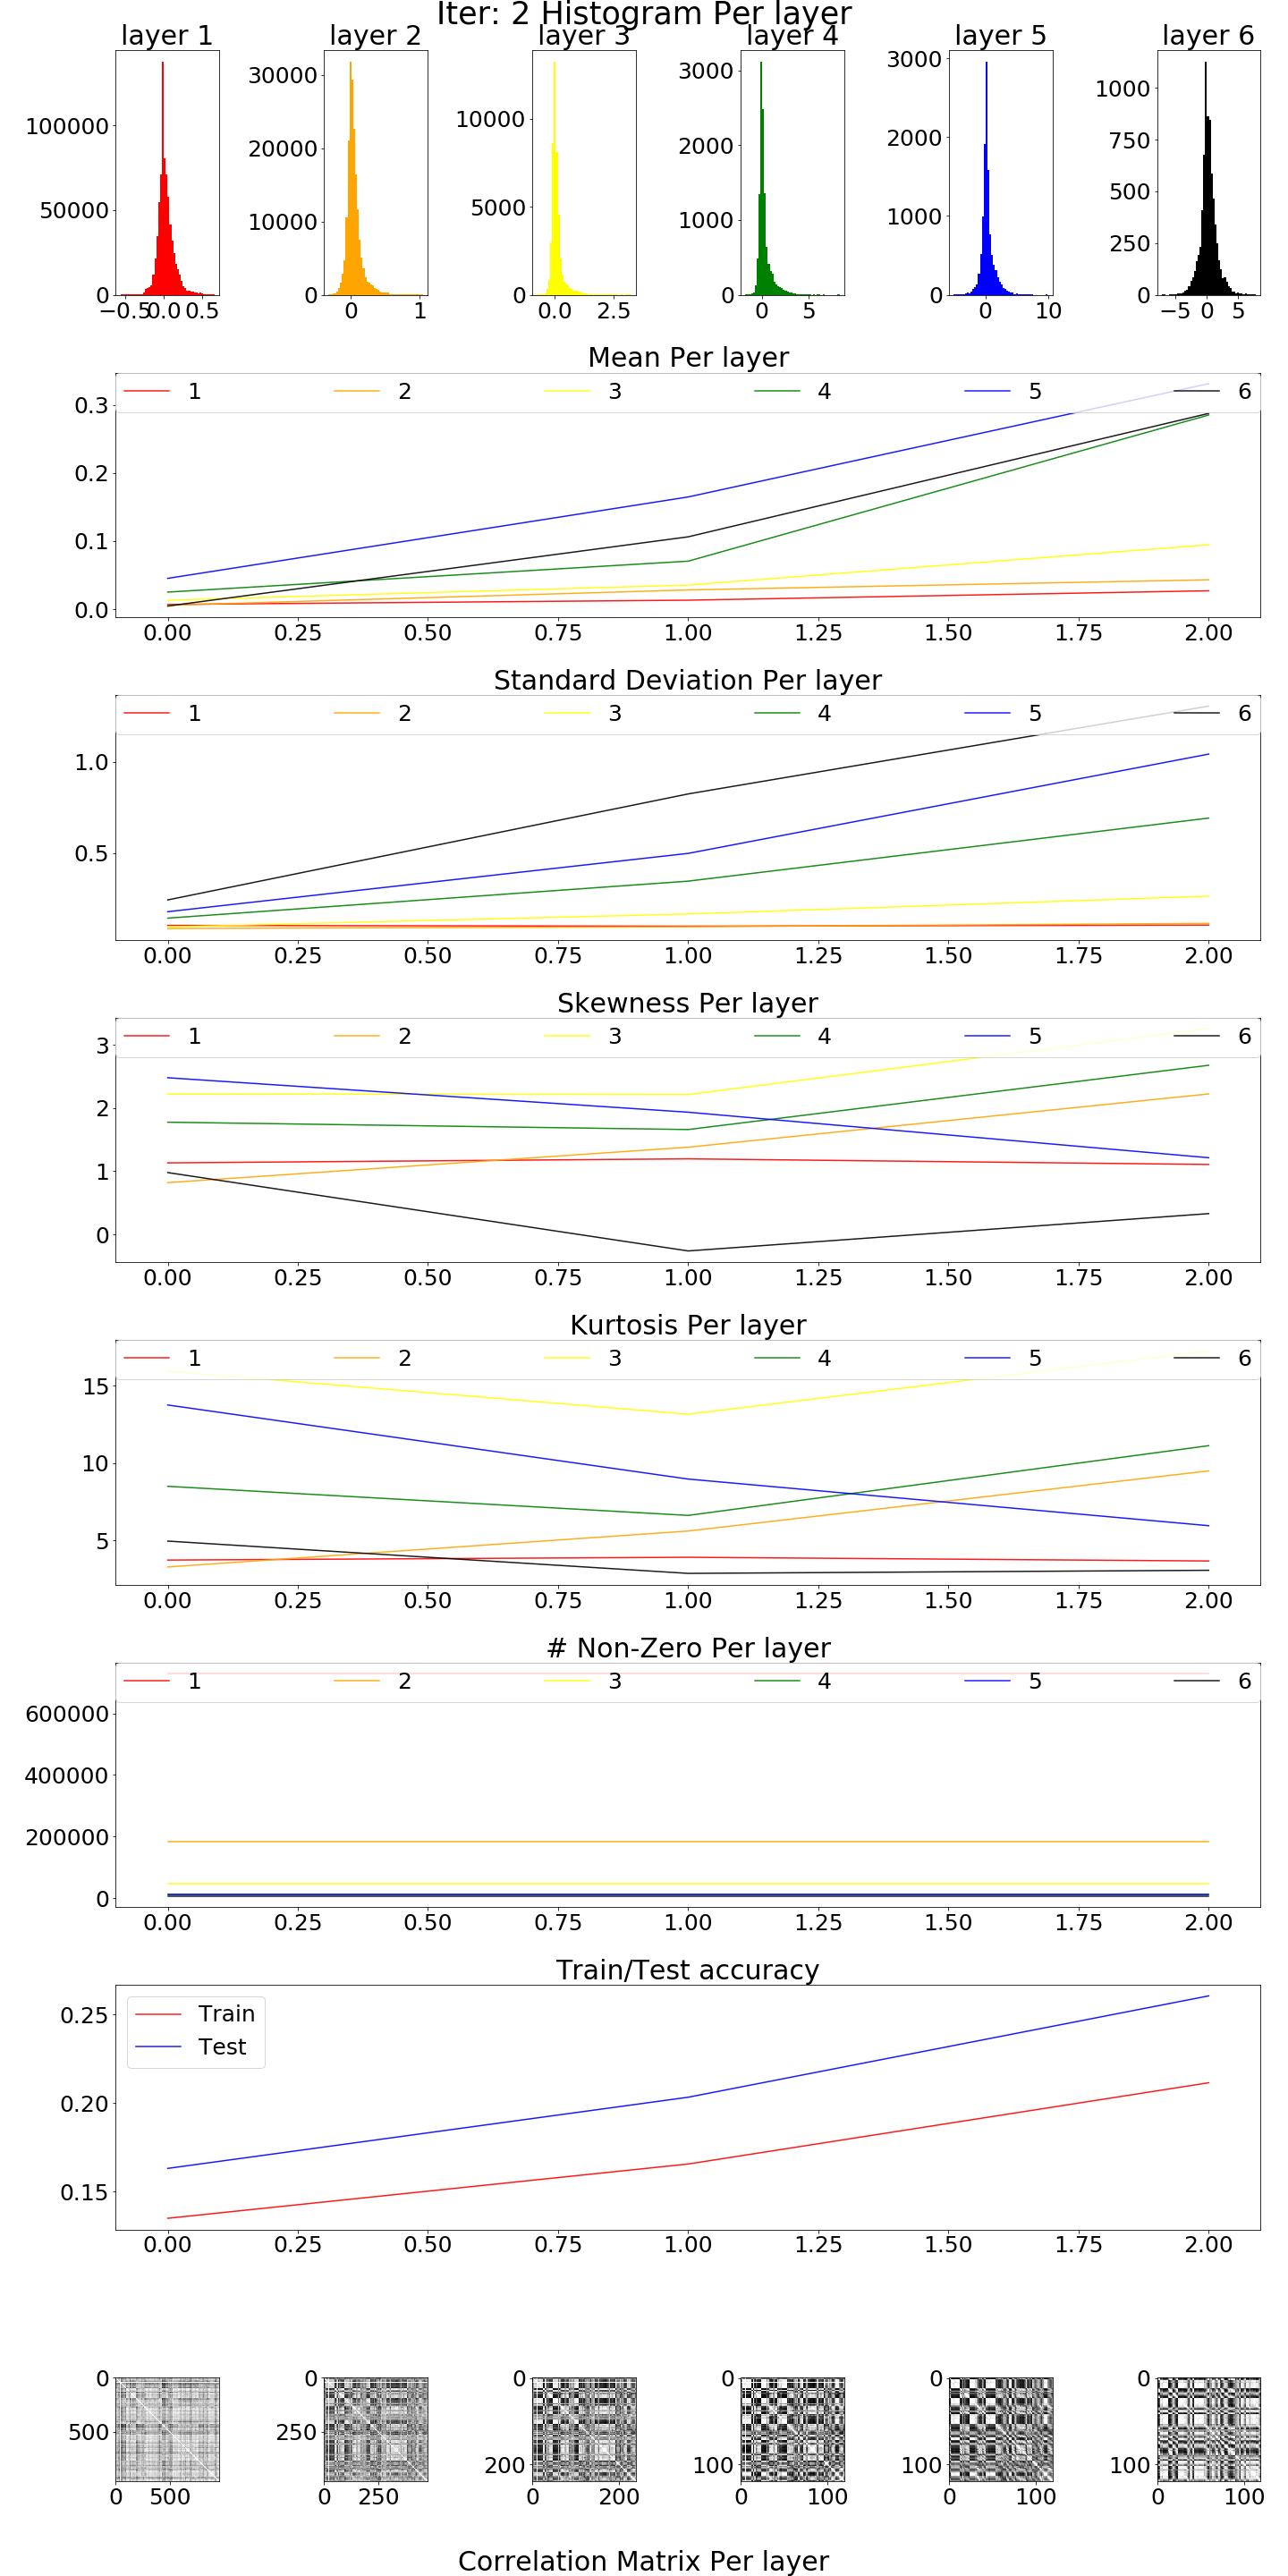 Iter: 2 Histogram Per layer
layer 1 layer 2 layer 3 layer 4 layer 5 layer 6
100000
50000
0
−0.5 0.0 0.5
30000
20000
10000
0
0 1
10000
5000
0
0.0 2.5
3000
2000
1000
0
0 5
3000
2000
1000
0
0 10
1000
750
500
250
0
−5 0 5
Mean Per layer
1 2 3 4 5 6
0.3
0.2
0.1
0.0
0.00 0.25 0.50 0.75 1.00 1.25 1.50 1.75 2.00
Standard Deviation Per layer
1 2 3 4 5 6
1.0
0.5
0.00 0.25 0.50 0.75 1.00 1.25 1.50 1.75 2.00
Skewness Per layer
1 2 3 4 5 6
3
2
1
0
0.00 0.25 0.50 0.75 1.00 1.25 1.50 1.75 2.00
Kurtosis Per layer
1 2 3 4 5 6
15
10
5
0.00 0.25 0.50 0.75 1.00 1.25 1.50 1.75 2.00
# Non-Zero Per layer
1 2 3 4 5 6
600000
400000
200000
0
0.00 0.25 0.50 0.75 1.00 1.25 1.50 1.75 2.00
Train/Test accuracy
Train
Test
0.25
0.20
0.15
0.00 0.25 0.50 0.75 1.00 1.25 1.50 1.75 2.00
0
500
0 500
0
250
0 250
0
200
0 200
0
100
0 100
0
100
0 100
0
100
0 100
Correlation Matrix Per layer